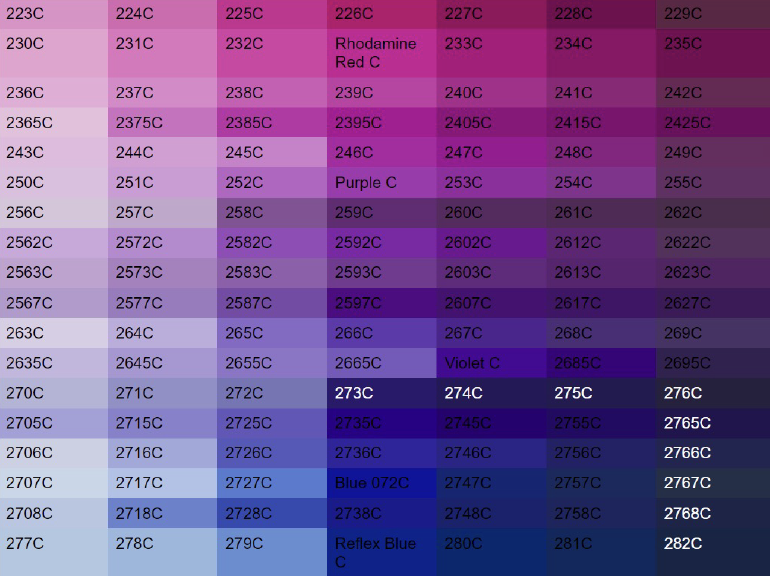 223C 224C 225C 226C 227C 228C 229C
230C 231C 232C Rhodamine 233C 234C 235C
Red C
236C 237C 238C 239C 240C 241C 242C
2365C 2375C 2385C 2395C 2405C 2415C 2425C
243C 244C 245C 246C 247C 248C 249C
250C 251C 252C Purple C 253C 254C 255C
256C 257C 258C 259C 260C 261C 262C
2562C 2572C 2582C 2592C 2602C 2612C 2622C
2563C 2573C 2583C 2593C 2603C 2613C 2623C
2567C 2577C 2587C 2597C 2607C 2617C 2627C
263C 264C 265C 266C 267C 268C 269C
2635C 2645C 2655C 2665C Violet C 2685C 2695C
270C 271C 272C 273C 274C 275C 276C
2705C 2715C 2725C 2735C 2745C 2755C 2765C
2706C 2716C 2726C 2736C 2746C 2756C 2766C
2707C 2717C 2727C Blue 072C 2747C 2757C 2767C
2708C 2718C 2728C 2738C 2748C 2758C 2768C
277C 278C 279C Reflex Blue 280C 281C 282C
C